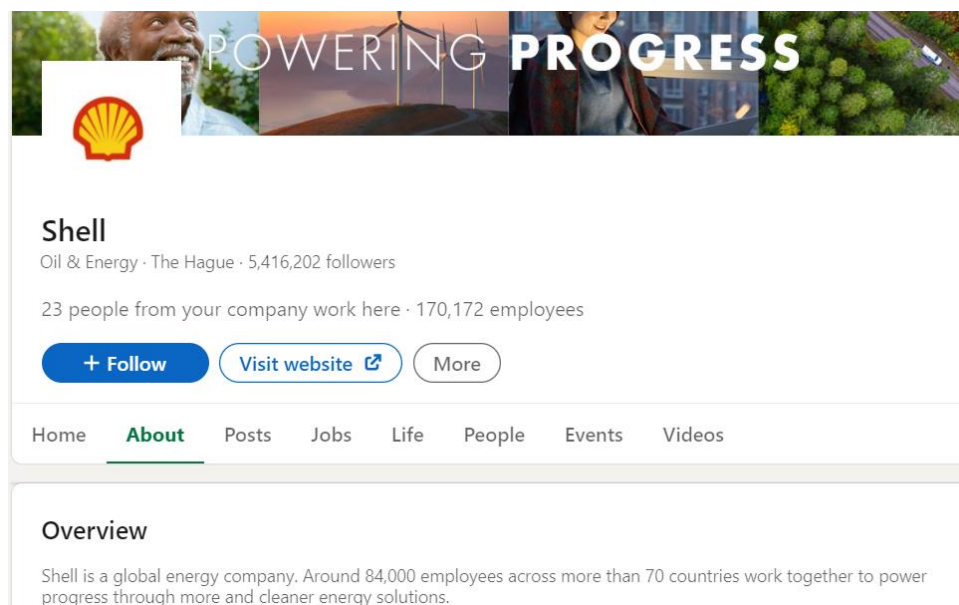 POWERING PROGRESS
Shell
Oil & Energy · The Hague · 5,416,202 followers
23 people from your company work here · 170,172 employees
+ Follow Visit website More
Home About Posts Jobs Life People Events Videos
Overview
Shell is a global energy company. Around 84,000 employees across more than 70 countries work together to power
progress through more and cleaner energy solutions.